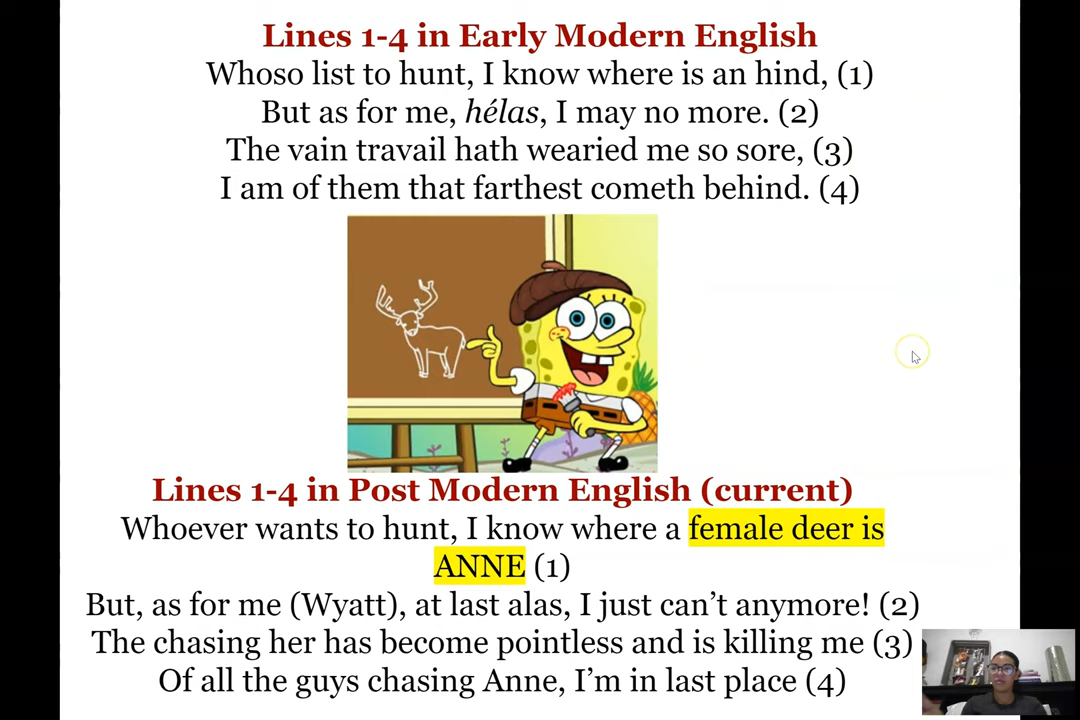 Lines 1-4 in Early Modern English
Whoso list to hunt, I know where is an hind, (1)
But as for me, hélas, I may no more. (2)
The vain travail hath wearied me so sore, (3)
I am of them that farthest cometh behind. (4)
Lines 1-4 in Post Modern English (current)
Whoever wants to hunt, I know where a female deer is
ANNE (1)
But, as for me (Wyatt), at last alas, I just can’t anymore! (2)
The chasing her has become pointless and is killing me (3)
Of all the guys chasing Anne, I’m in last place (4)